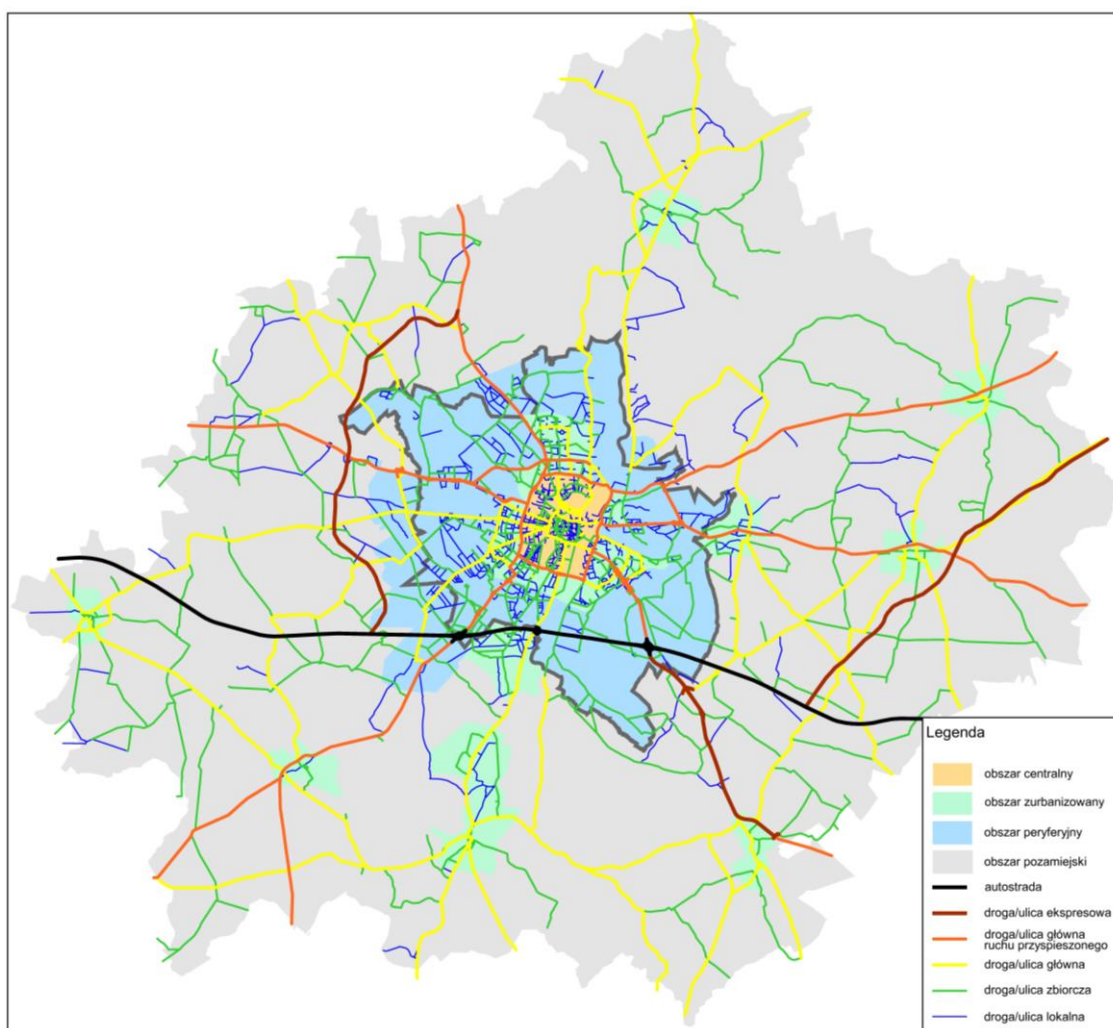 Legenda
obszar centralny
obszar zurbanizowany
obszar peryferyjny
obszar pozamiejski
autostrada
droga/ulica ekspresowa
droga/ulica główna
ruchu przyspieszonego
droga/ulica główna
droga/ulica zbiorcza
droga/ulica lokalna